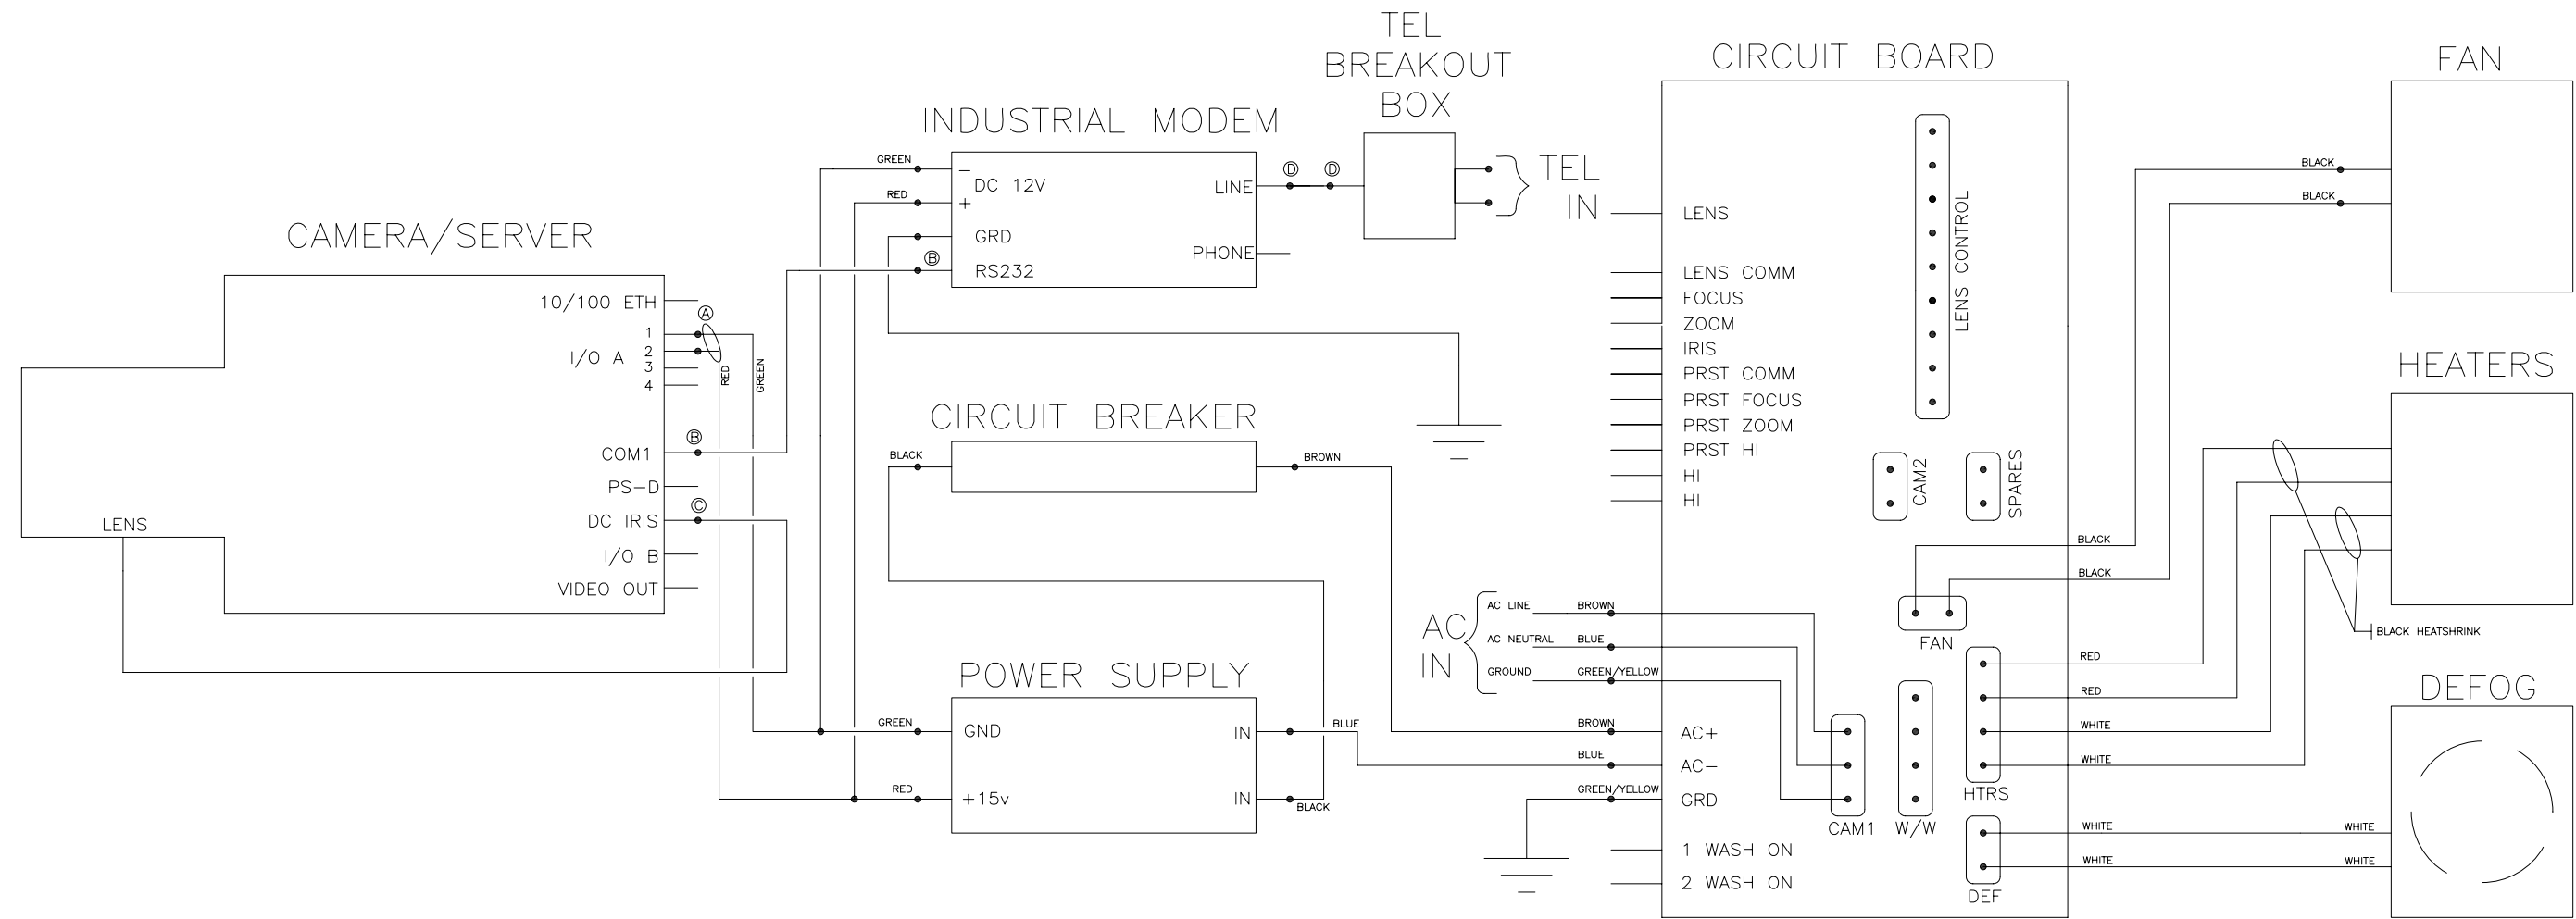 TEL
BREAKOUT
BOX
CIRCUIT BOARD
FAN
INDUSTRIAL MODEM
GREEN
–
DC 12V
RED
+
GRD
B
RS232
LINE
PHONE
D
D
TEL
IN
CAMERA/SERVER
10/100 ETH
A
1
I/O A
2
3
4
RED
GREEN
B
COM1
PS–D
C
DC IRIS
I/O B
VIDEO OUT
LENS
CIRCUIT BREAKER
BLACK
BROWN
POWER SUPPLY
GREEN
GND
RED
+15v
IN
BLUE
IN
BLACK
LENS
LENS COMM
FOCUS
ZOOM
IRIS
PRST COMM
PRST FOCUS
PRST ZOOM
PRST HI
HI
HI
LENS CONTROL
CAM2
SPARES
AC
IN
AC LINE
BROWN
AC NEUTRAL
BLUE
GROUND
GREEN/YELLOW
BROWN
AC+
BLUE
AC–
GREEN/YELLOW
GRD
1 WASH ON
2 WASH ON
CAM1
W/W
FAN
HTRS
DEF
BLACK
BLACK
BLACK
BLACK
HEATERS
BLACK HEATSHRINK
RED
RED
WHITE
WHITE
DEFOG
WHITE
WHITE
WHITE
WHITE